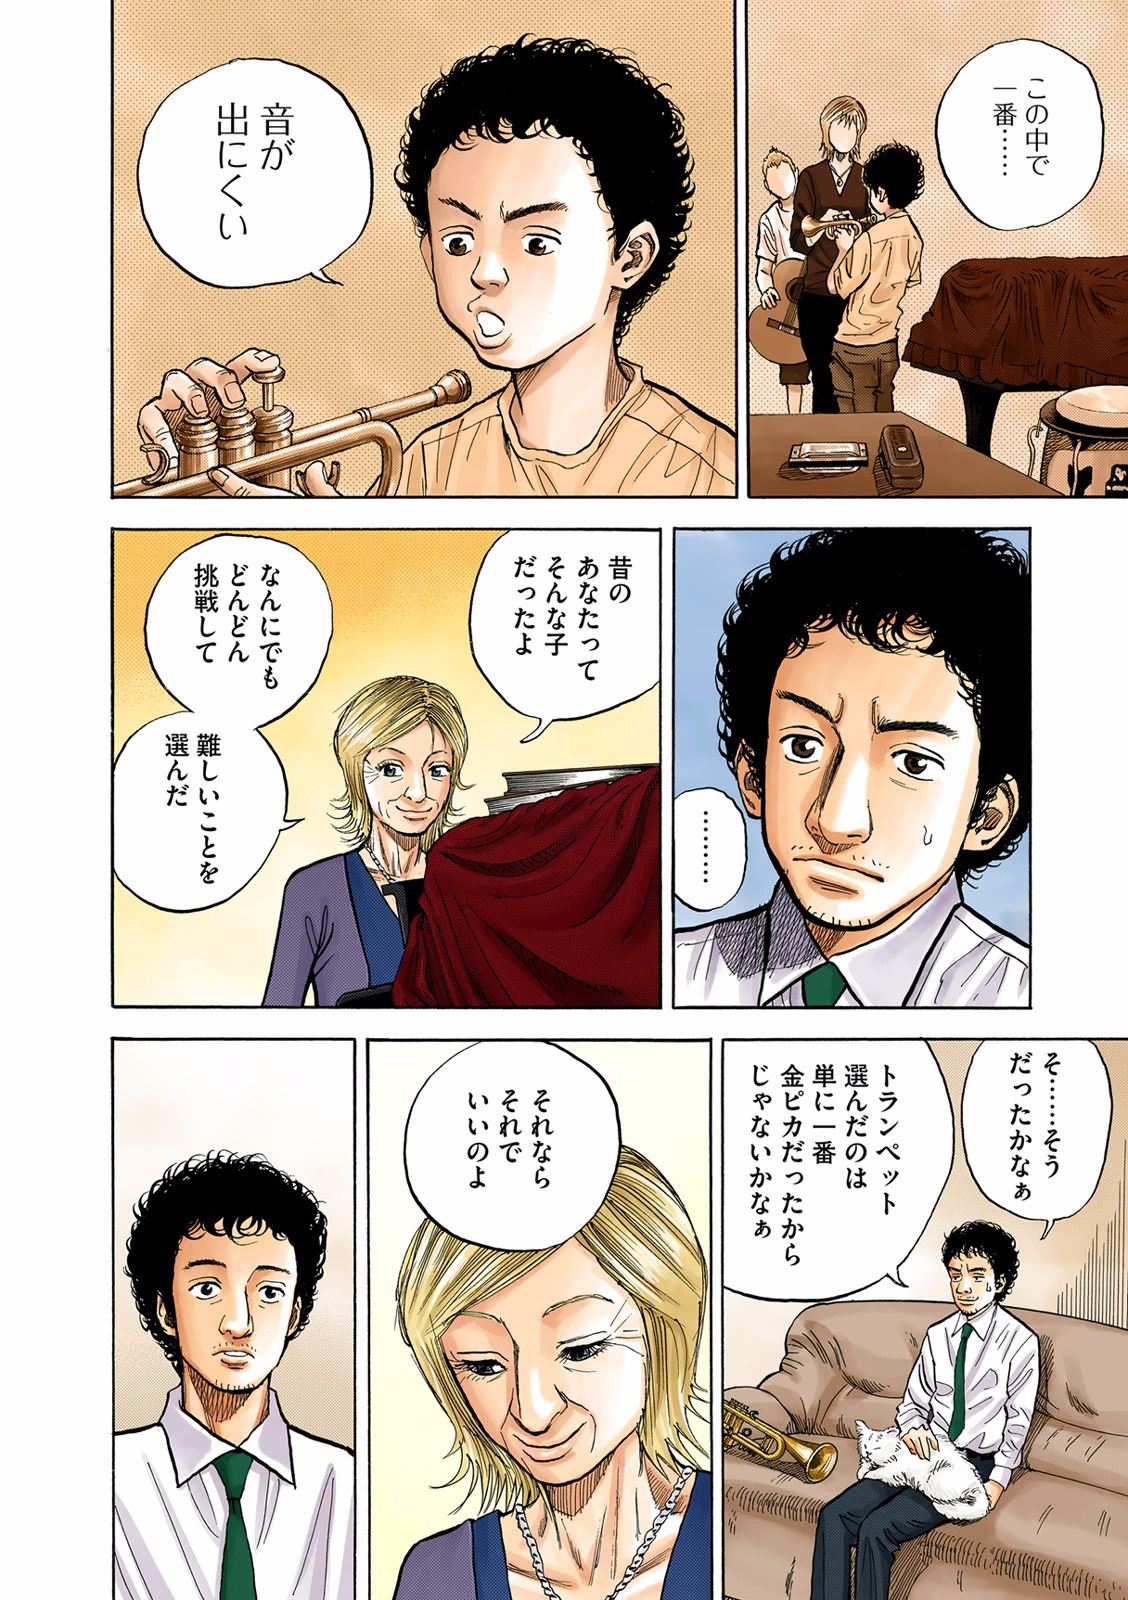 この中で
一番……
音が
出にくい
………
昔の
あなたって
そんな子
だったよ
なんにでも
どんどん
挑戦して
難しいことを
選んだ
そ……そう
だったかなぁ
トランペット
選んだのは
単に一番
金ピカだったから
じゃないかなぁ
それなら
それで
いいのよ